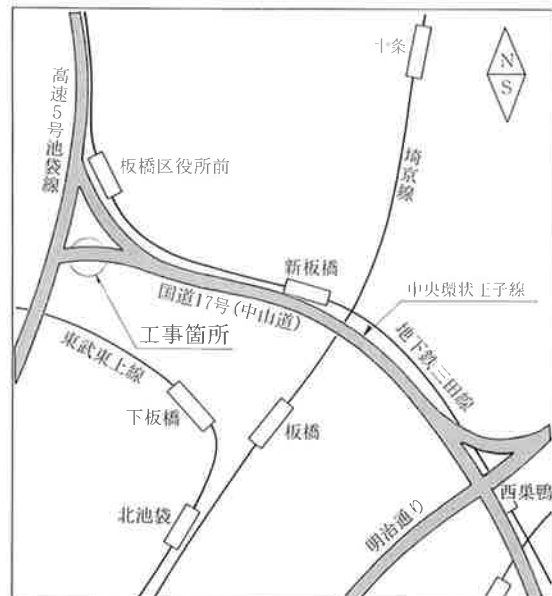 十条
N
S
高速5号池袋線
板橋区役所前
埼京線
新板橋
中央環状王子線
国道17号(中山道)
工事箇所
地下鉄三田線
東武東上線
下板橋
板橋
西巣鴨
北池袋
明治通り